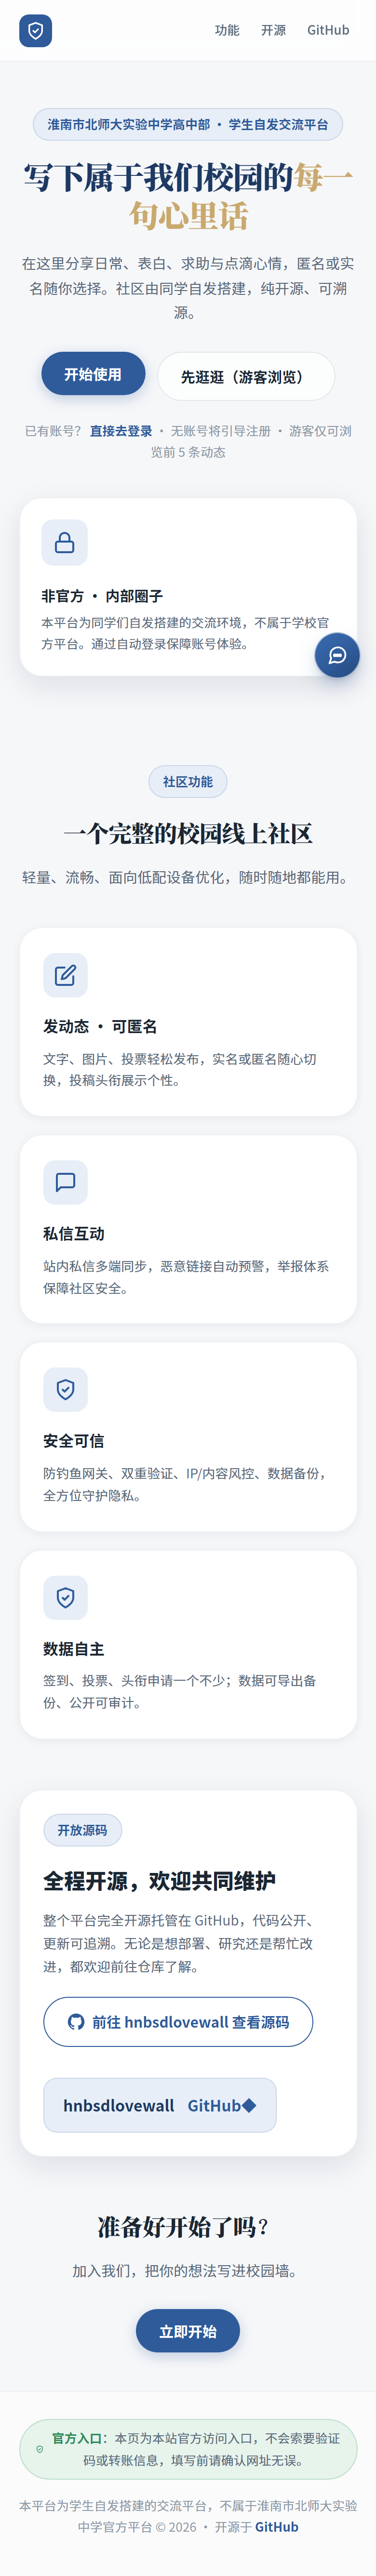 功能 开源 GitHub
淮南市北师大实验中学高中部 · 学生自发交流平台
写下属于我们校园的每一
句心里话
在这里分享日常、表白、求助与点滴心情，匿名或实
名随你选择。社区由同学自发搭建，纯开源、可溯
源。
开始使用 先逛逛（游客浏览）
已有账号？ 直接去登录 · 无账号将引导注册 · 游客仅可浏
览前 5 条动态
非官方 · 内部圈子
本平台为同学们自发搭建的交流环境，不属于学校官
方平台。通过自动登录保障账号体验。
社区功能
一个完整的校园线上社区
轻量、流畅、面向低配设备优化，随时随地都能用。
发动态 · 可匿名
文字、图片、投票轻松发布，实名或匿名随心切
换，投稿头衔展示个性。
私信互动
站内私信多端同步，恶意链接自动预警，举报体系
保障社区安全。
安全可信
防钓鱼网关、双重验证、IP/内容风控、数据备份，
全方位守护隐私。
数据自主
签到、投票、头衔申请一个不少；数据可导出备
份、公开可审计。
开放源码
全程开源，欢迎共同维护
整个平台完全开源托管在 GitHub，代码公开、
更新可追溯。无论是想部署、研究还是帮忙改
进，都欢迎前往仓库了解。
前往 hnbsdlovewall 查看源码
hnbsdlovewall GitHub◆
准备好开始了吗？
加入我们，把你的想法写进校园墙。
立即开始
官方入口：本页为本站官方访问入口，不会索要验证
码或转账信息，填写前请确认网址无误。
本平台为学生自发搭建的交流平台，不属于淮南市北师大实验
中学官方平台 © 2026 · 开源于 GitHub